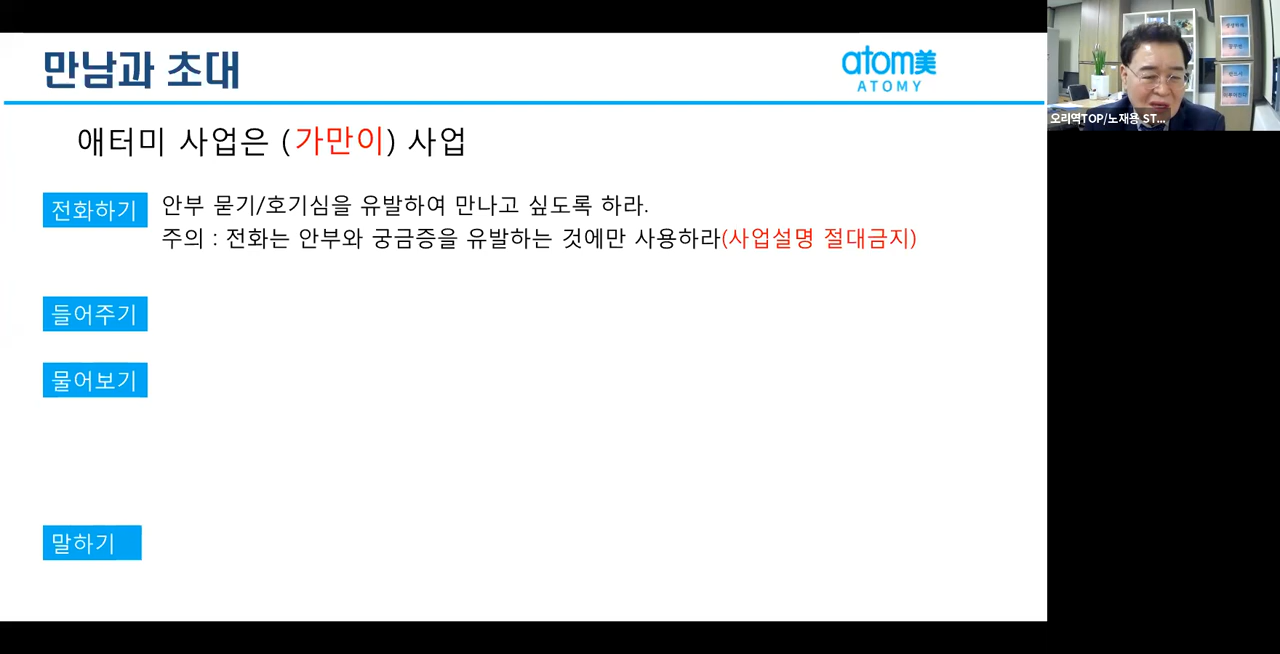 만남과 초대
atom美
ATOMY
애터미 사업은 (가만이) 사업
전화하기
안부 묻기/호기심을 유발하여 만나고 싶도록 하라.
주의 : 전화는 안부와 궁금증을 유발하는 것에만 사용하라(사업설명 절대금지)
들어주기
물어보기
말하기
오리역TOP/노재용 ST...